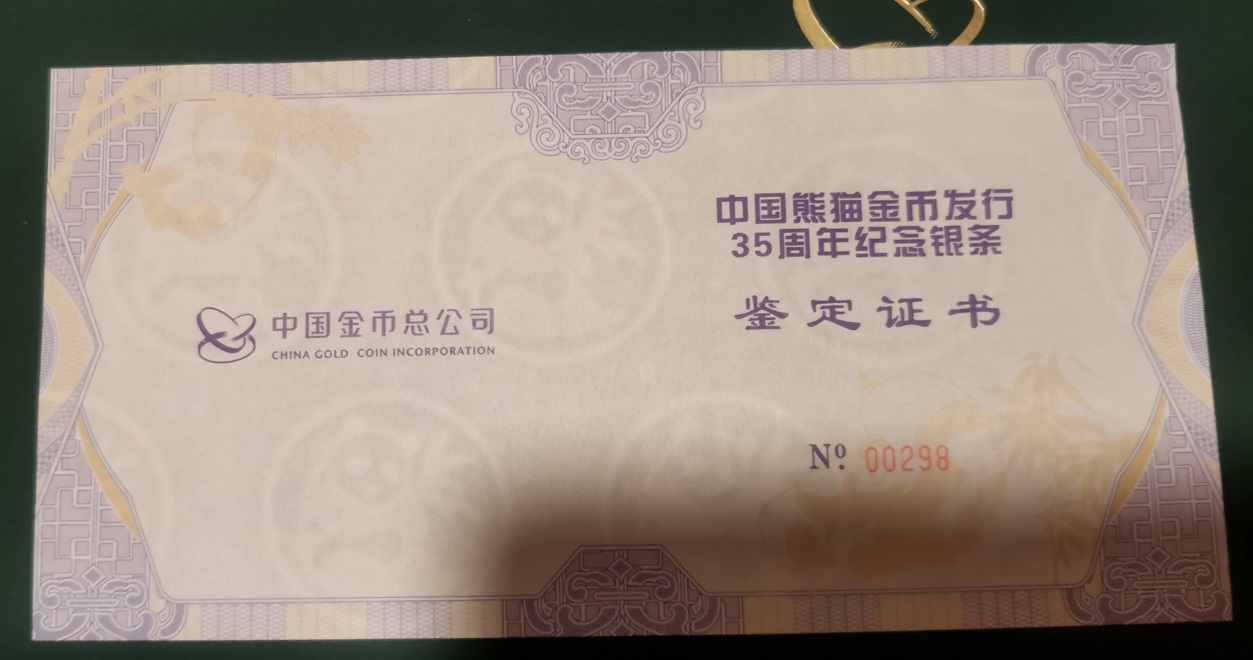 中国熊猫金币发行
35周年纪念银条
鉴定证书
中国金币总公司
CHINA GOLD COIN INCORPORATION
Nº 00298